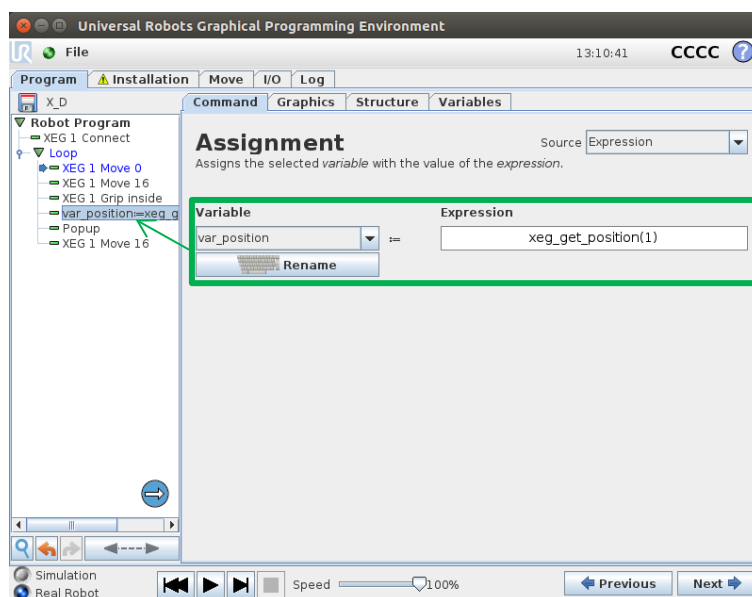 Universal Robots Graphical Programming Environment
UR File 13:10:41 CCCC ?
Program Installation Move I/O Log
X_D Command Graphics Structure Variables
Robot Program
XEG 1 Connect
Loop
XEG 1 Move 0
XEG 1 Move 16
XEG 1 Grip inside
var_position:=xeg_g
Popup
XEG 1 Move 16
Assignment Source Expression
Assigns the selected variable with the value of the expression.
Variable Expression
var_position := xeg_get_position(1)
Rename
Simulation
Real Robot
Speed 100% Previous Next